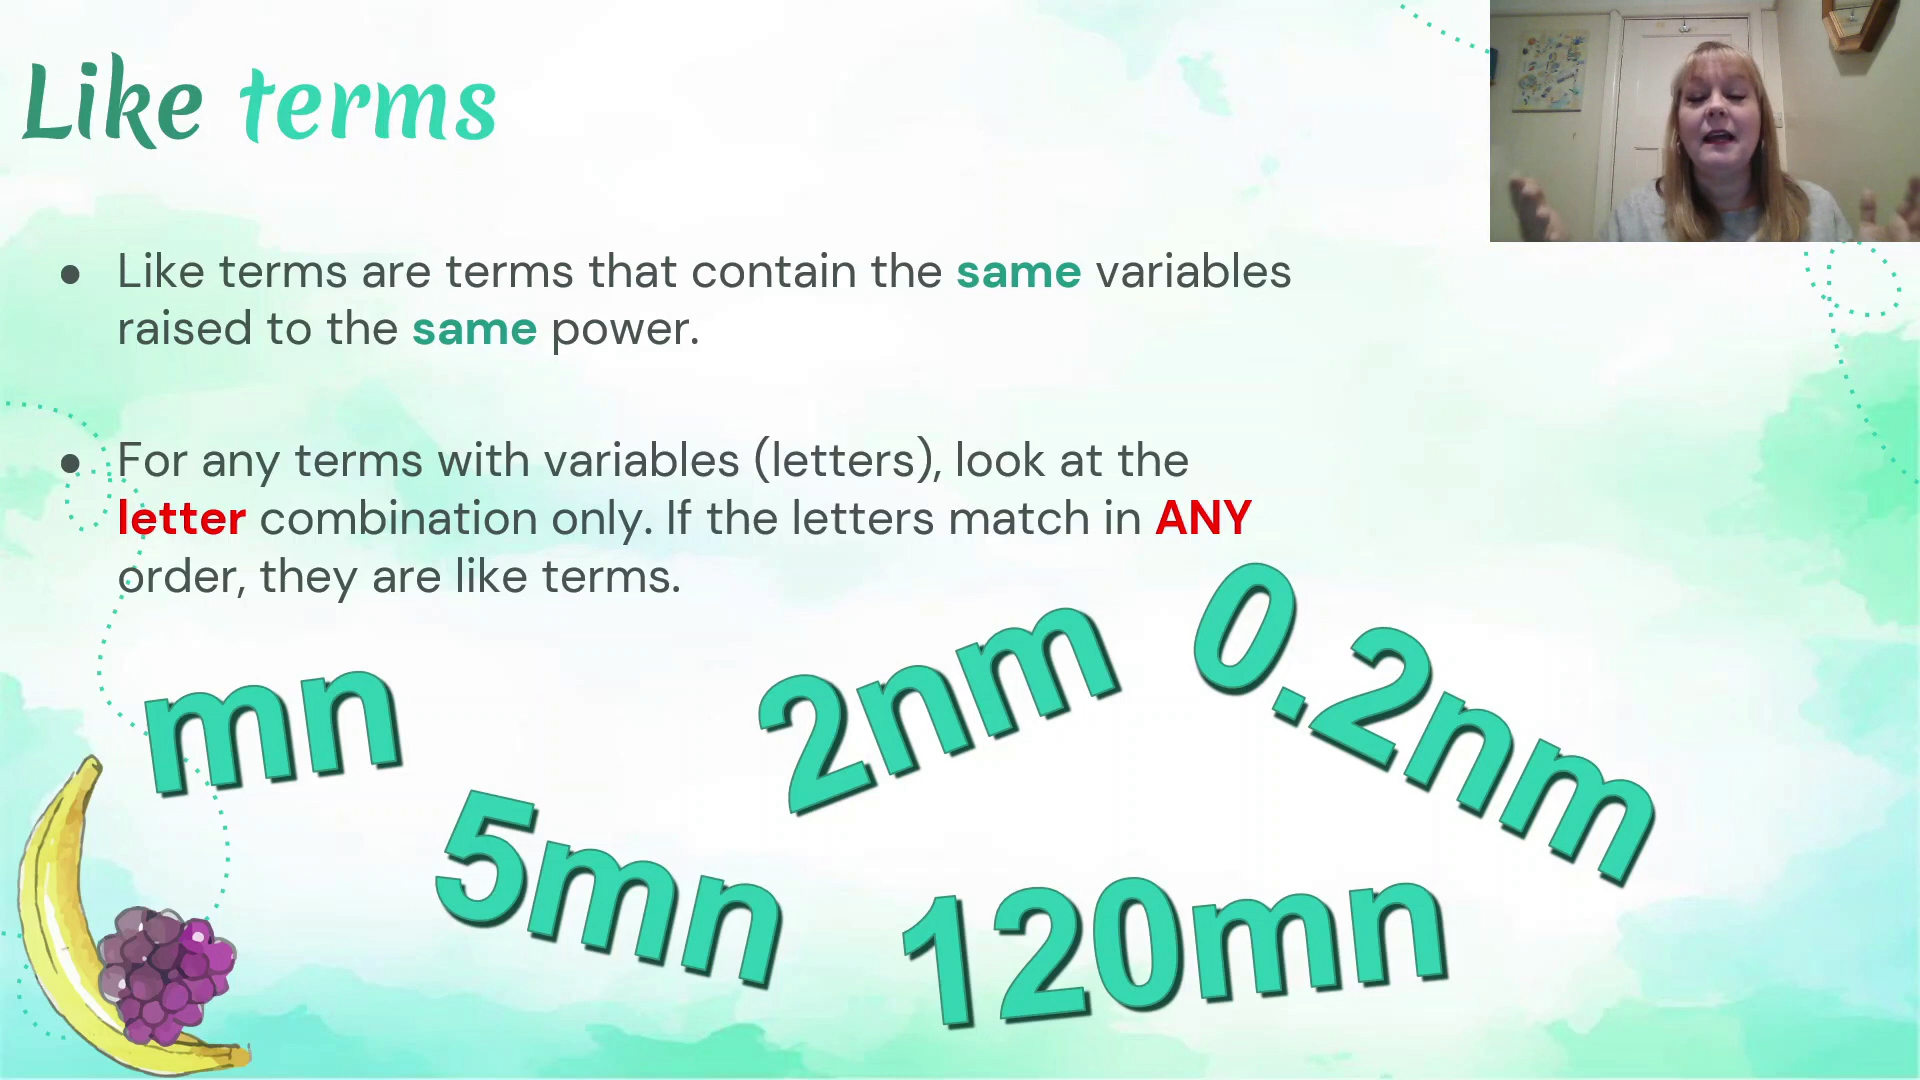 Like terms
Like terms are terms that contain the same variables
raised to the same power.
For any terms with variables (letters), look at the
letter combination only. If the letters match in ANY
order, they are like terms.
mn
5mn
2nm
120mn
0.2nm